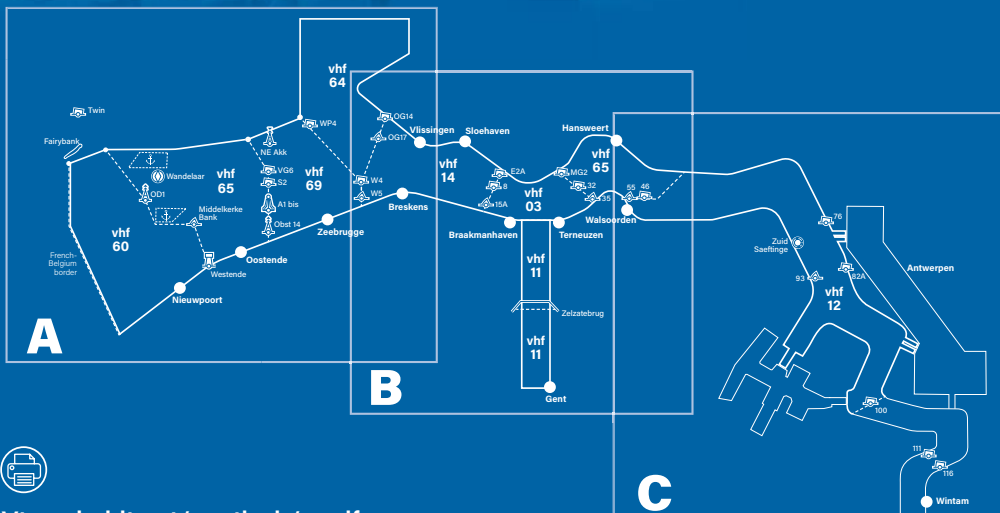 vhf
64
Twin
WP4
OG14
Fairybank
NE Akk
OG17
Vlissingen
Sloehaven
Hansweert
vhf
65
VG6
S2
vhf
69
W4
W5
vhf
14
E2A
8
15A
MG2
32
35
vhf
65
55
46
Wandelaar
OD1
Middelkerke
Bank
A1 bis
Obst 14
Breskens
vhf
03
Walsoorden
vhf
60
Zeebrugge
Braakmanhaven
Terneuzen
76
French-
Belgium
border
Westende
Oostende
Nieuwpoort
vhf
11
Zuid
Saeftinge
93
82A
Antwerpen
vhf
12
Zelzatebrug
vhf
11
A
B
Gent
100
111
116
C
Wintam